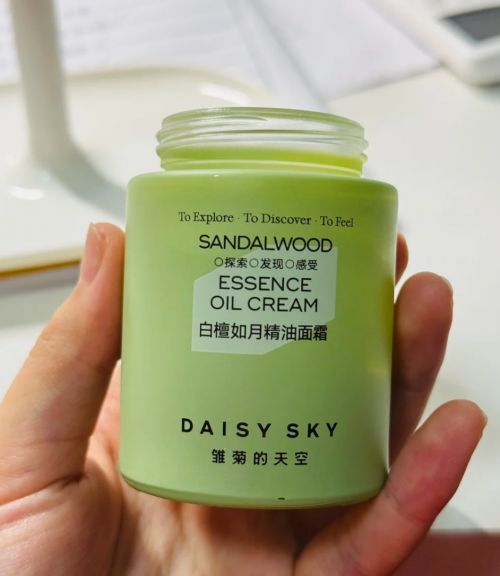 To Explore · To Discover · To Feel
SANDALWOOD
○探索○发现○感受
ESSENCE
OIL CREAM
白檀如月精油面霜
DAISY SKY
雏菊的天空